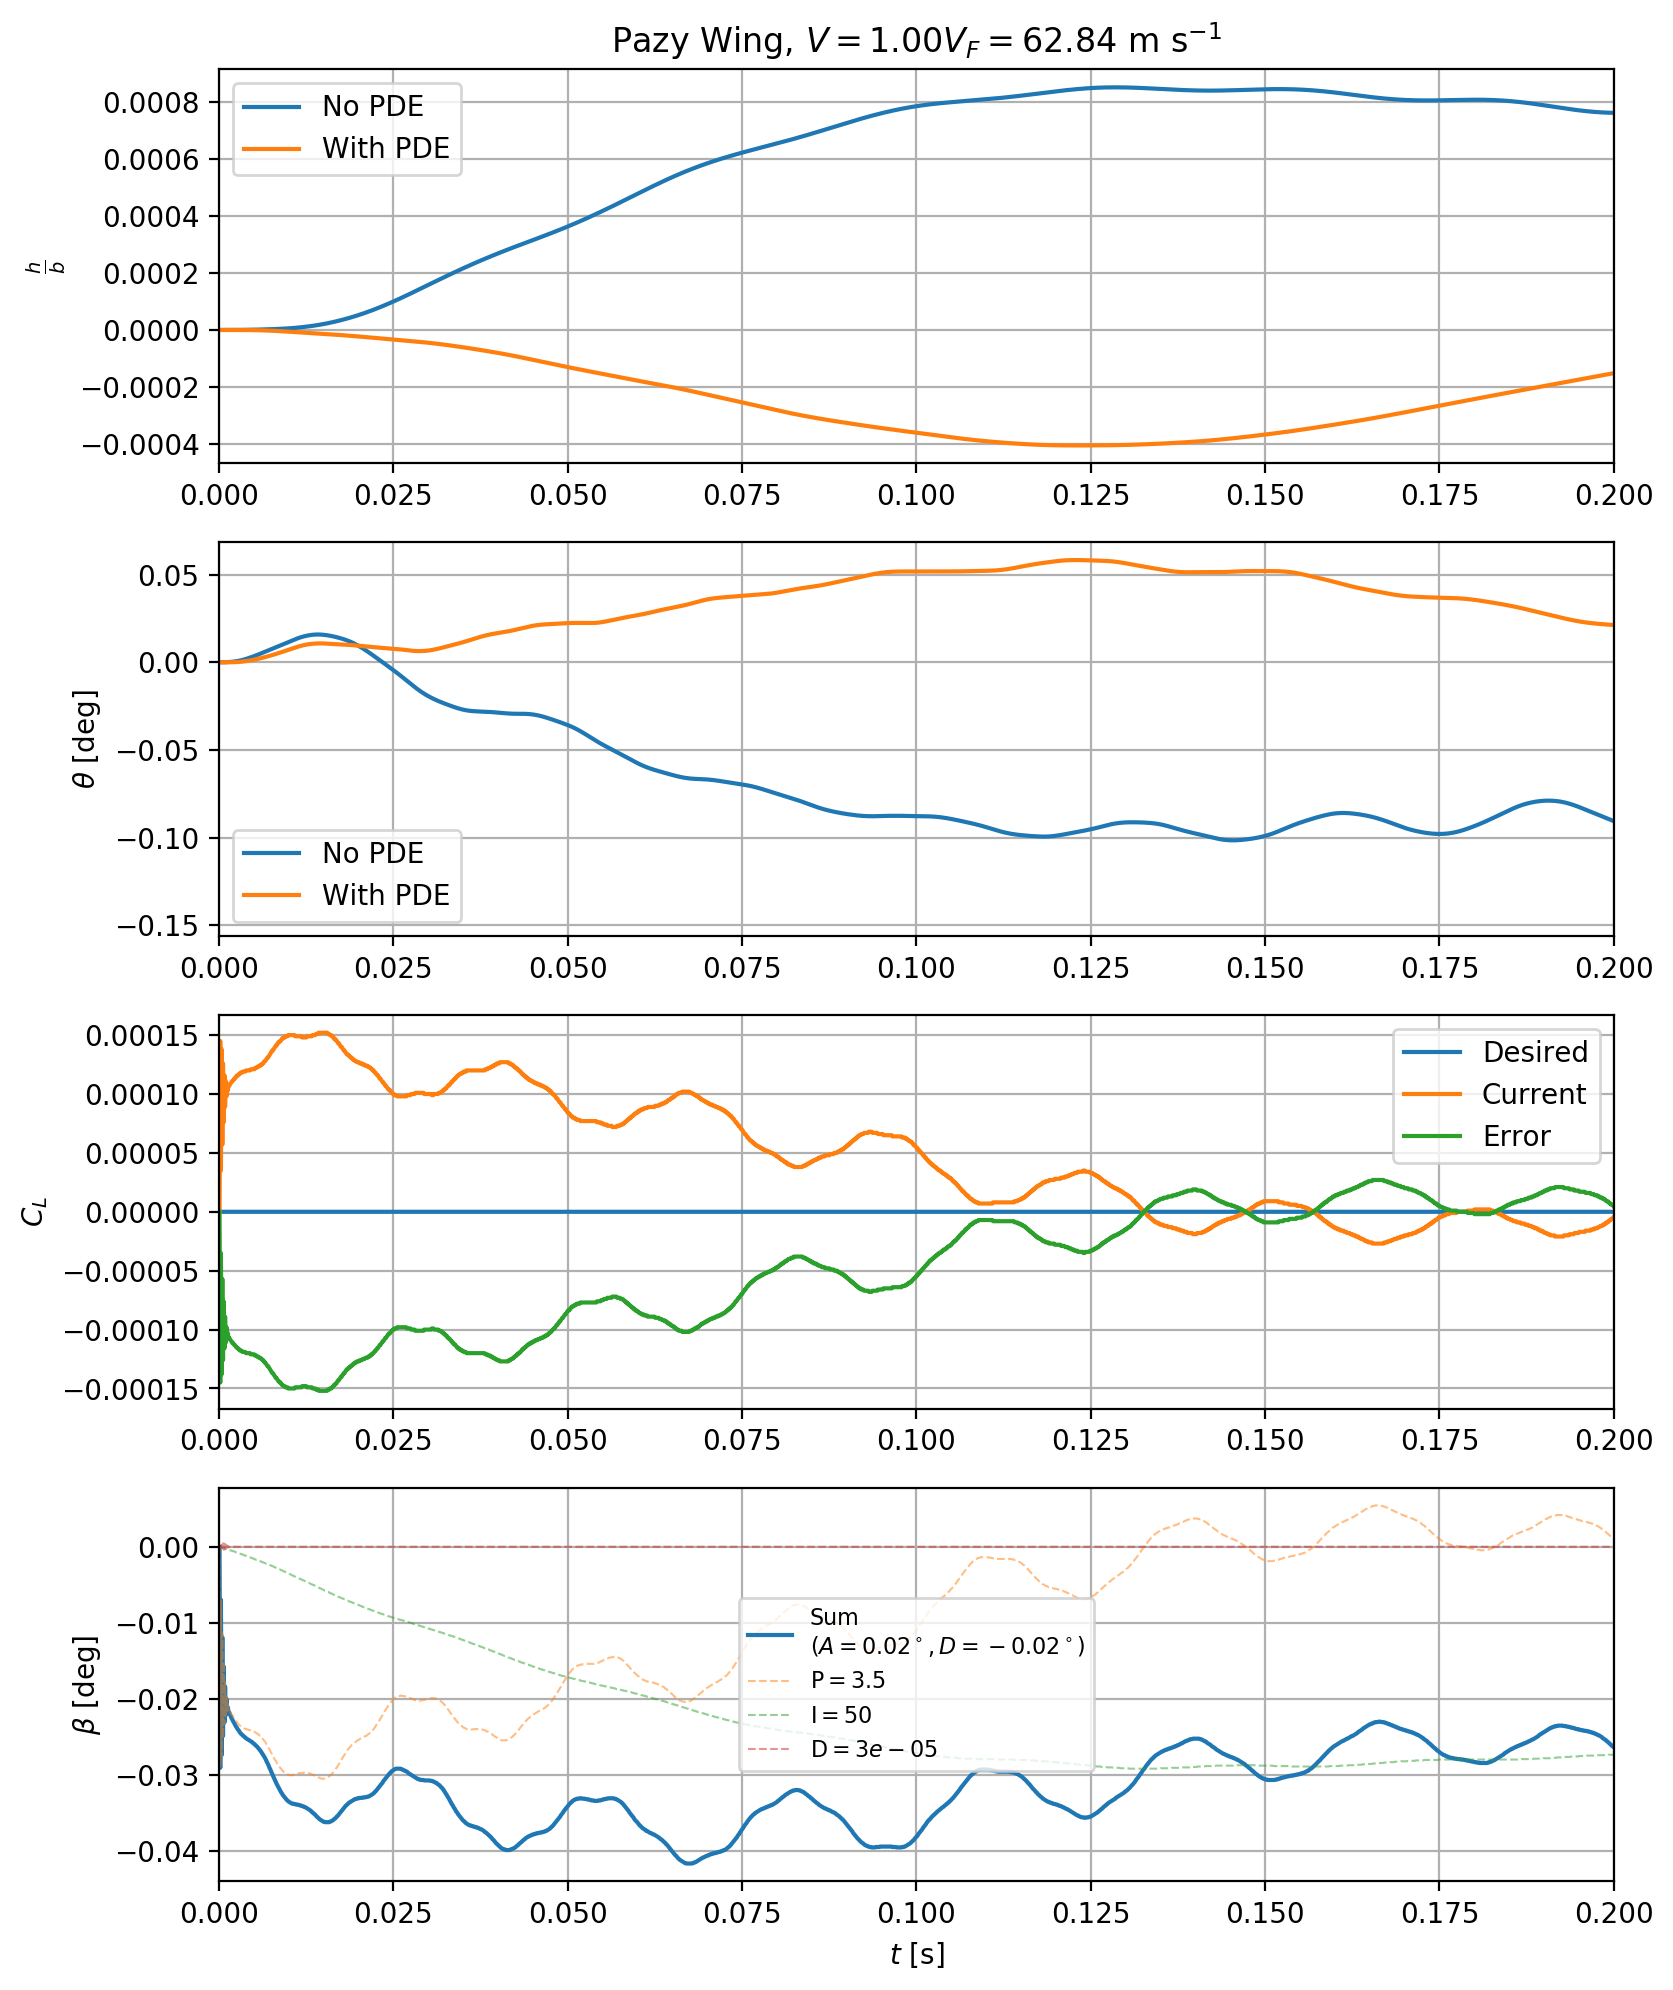 Pazy Wing, V = 1.00V_F = 62.84 m s⁻¹
h/b
0.0008
0.0006
0.0004
0.0002
0.0000
−0.0002
−0.0004
No PDE
With PDE
0.000 0.025 0.050 0.075 0.100 0.125 0.150 0.175 0.200
θ [deg]
0.05
0.00
−0.05
−0.10
−0.15
No PDE
With PDE
0.000 0.025 0.050 0.075 0.100 0.125 0.150 0.175 0.200
C_L
0.00015
0.00010
0.00005
0.00000
−0.00005
−0.00010
−0.00015
Desired
Current
Error
0.000 0.025 0.050 0.075 0.100 0.125 0.150 0.175 0.200
β [deg]
0.00
−0.01
−0.02
−0.03
−0.04
Sum
(A = 0.02°, D = −0.02°)
P = 3.5
I = 50
D = 3e − 05
0.000 0.025 0.050 0.075 0.100 0.125 0.150 0.175 0.200
t [s]